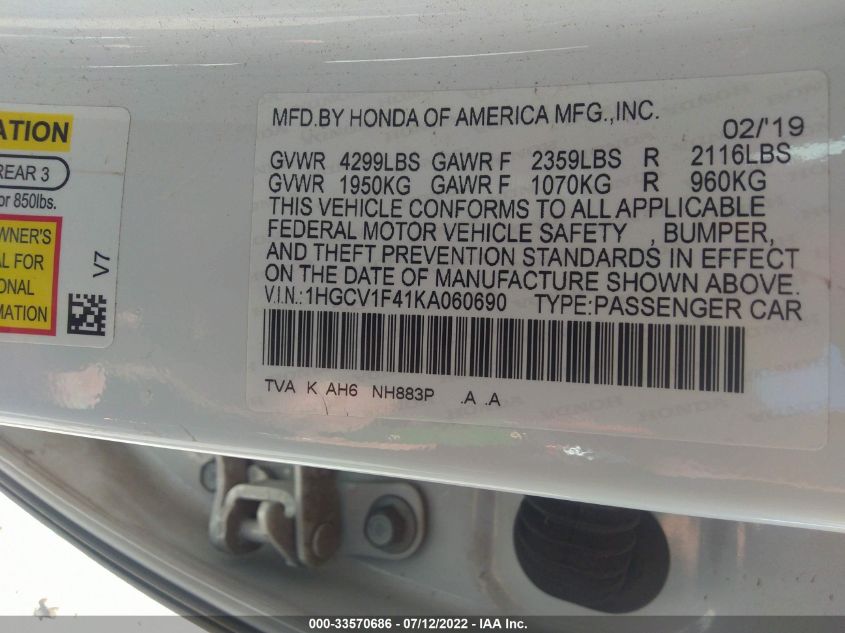 ATION
REAR 3
or 850lbs.
WNER'S
AL FOR
ONAL
MATION
V7
MFD.BY HONDA OF AMERICA MFG.,INC.
02/'19
GVWR 4299LBS GAWR F 2359LBS R 2116LBS
GVWR 1950KG GAWR F 1070KG R 960KG
THIS VEHICLE CONFORMS TO ALL APPLICABLE
FEDERAL MOTOR VEHICLE SAFETY , BUMPER,
AND THEFT PREVENTION STANDARDS IN EFFECT
ON THE DATE OF MANUFACTURE SHOWN ABOVE.
V.I.N.:1HGCV1F41KA060690 TYPE:PASSENGER CAR
TVA K AH6 NH883P .A .A
HONDA HONDA
000-33570686 - 07/12/2022 - IAA Inc.